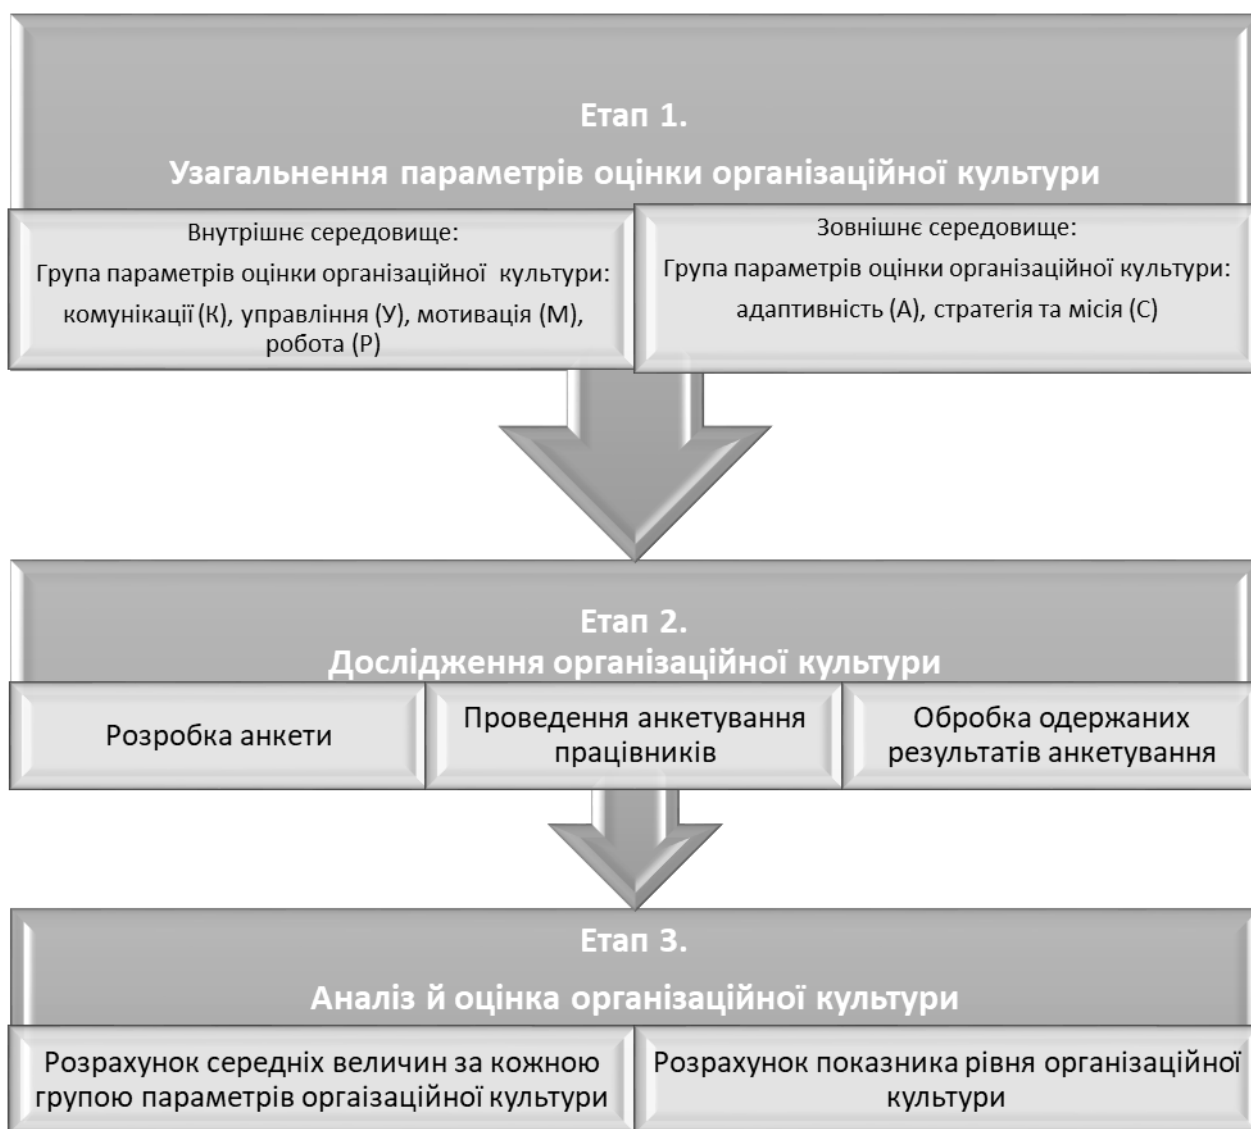 Етап 1.
Узагальнення параметрів оцінки організаційної культури
Внутрішнє середовище:
Група параметрів оцінки організаційної культури:
комунікації (К), управління (У), мотивація (М),
робота (Р)
Зовнішнє середовище:
Група параметрів оцінки організаційної культури:
адаптивність (А), стратегія та місія (С)
Етап 2.
Дослідження організаційної культури
Розробка анкети
Проведення анкетування
працівників
Обробка одержаних
результатів анкетування
Етап 3.
Аналіз й оцінка організаційної культури
Розрахунок середніх величин за кожною
групою параметрів оргаізаційної культури
Розрахунок показника рівня організаційної
культури